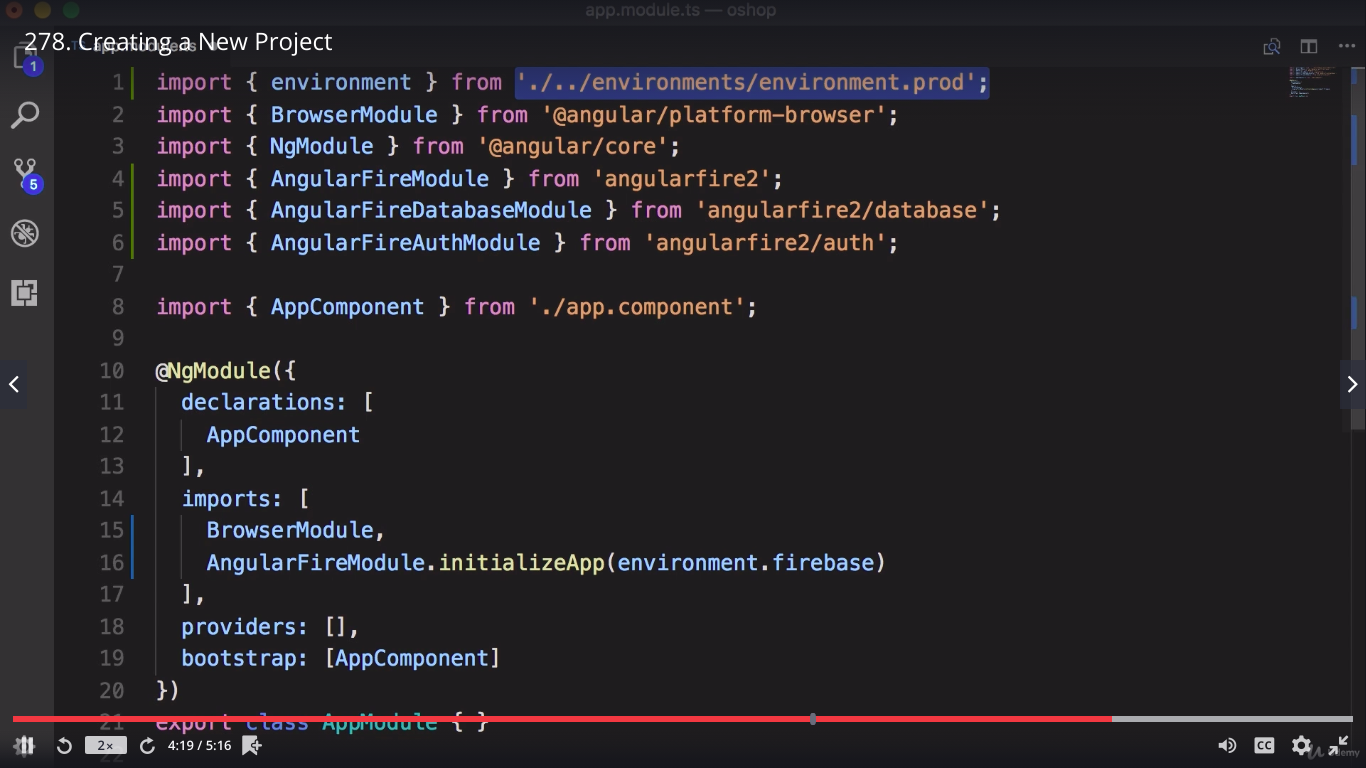 app.module.ts — oshop
278. Creating a New Project
1
5
1 import { environment } from './../environments/environment.prod';
2 import { BrowserModule } from '@angular/platform-browser';
3 import { NgModule } from '@angular/core';
4 import { AngularFireModule } from 'angularfire2';
5 import { AngularFireDatabaseModule } from 'angularfire2/database';
6 import { AngularFireAuthModule } from 'angularfire2/auth';
7
8 import { AppComponent } from './app.component';
9
10 @NgModule({
11 declarations: [
12 AppComponent
13 ],
14 imports: [
15 BrowserModule,
16 AngularFireModule.initializeApp(environment.firebase)
17 ],
18 providers: [],
19 bootstrap: [AppComponent]
20 })
21 export class AppModule { }
22
2x 4:19 / 5:16 CC